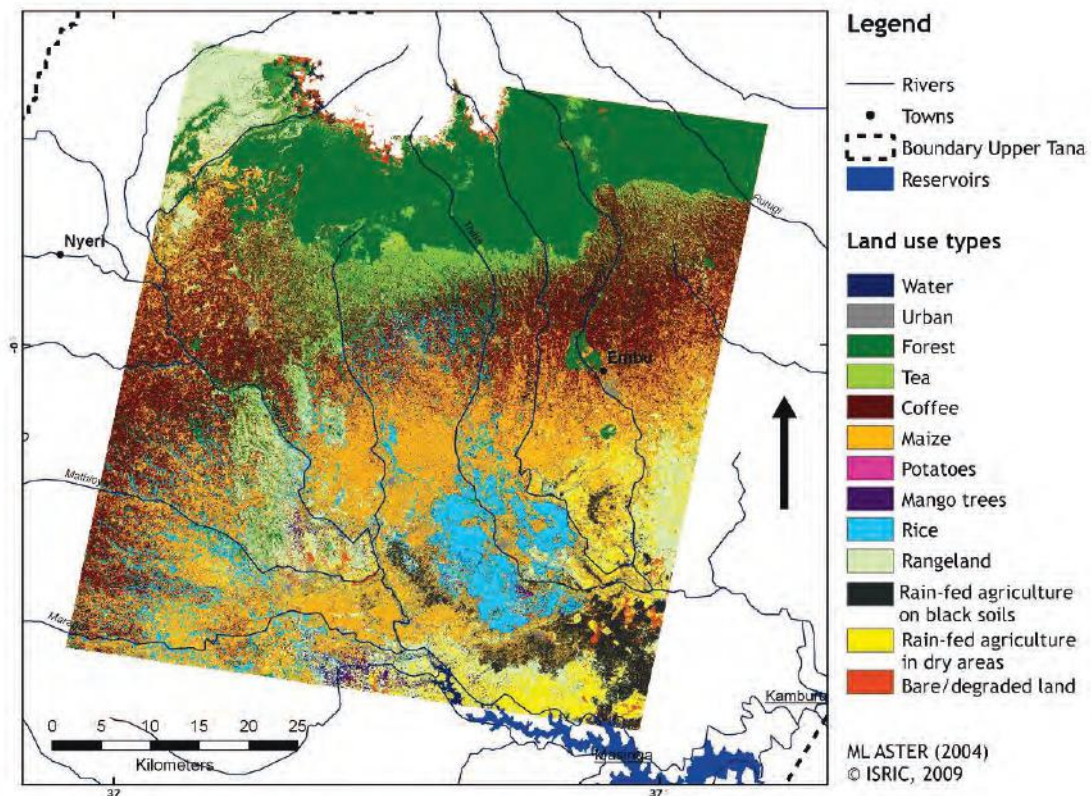 Legend
Rivers
Towns
Boundary Upper Tana
Reservoirs
Land use types
Water
Urban
Forest
Tea
Coffee
Maize
Potatoes
Mango trees
Rice
Rangeland
Rain-fed agriculture
on black soils
Rain-fed agriculture
in dry areas
Bare/degraded land
ML ASTER (2004)
© ISRIC, 2009
Nyeri
Embu
Thiba
Mathioya
Kamburu
Masinga
0 5 10 15 20 25
Kilometers
37
37